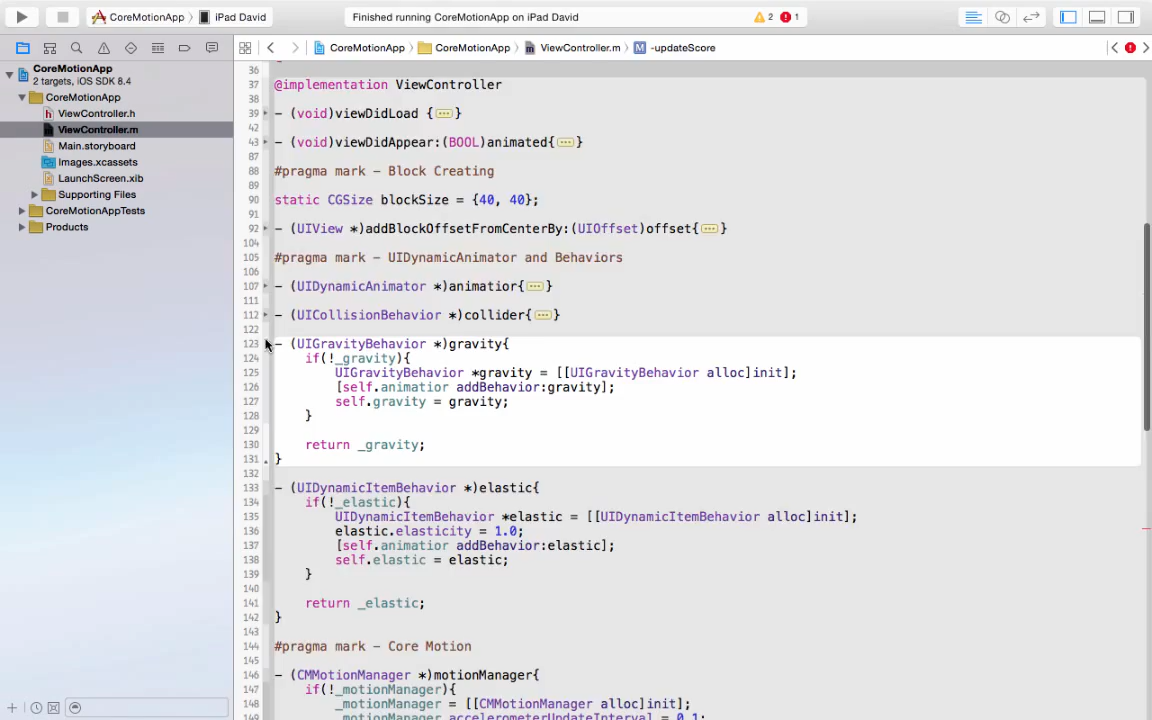 CoreMotionApp iPad David
Finished running CoreMotionApp on iPad David
2 1
CoreMotionApp CoreMotionApp ViewController.m M -updateScore
CoreMotionApp
2 targets, iOS SDK 8.4
CoreMotionApp
h ViewController.h
m ViewController.m
Main.storyboard
Images.xcassets
LaunchScreen.xib
Supporting Files
CoreMotionAppTests
Products
36
37 @implementation ViewController
38
39 - (void)viewDidLoad {...}
42
43 - (void)viewDidAppear:(BOOL)animated{...}
87
88 #pragma mark - Block Creating
89
90 static CGSize blockSize = {40, 40};
91
92 - (UIView *)addBlockOffsetFromCenterBy:(UIOffset)offset{...}
104
105 #pragma mark - UIDynamicAnimator and Behaviors
106
107 - (UIDynamicAnimator *)animatior{...}
111
112 - (UICollisionBehavior *)collider{...}
122
123 - (UIGravityBehavior *)gravity{
124 if(!_gravity){
125 UIGravityBehavior *gravity = [[UIGravityBehavior alloc]init];
126 [self.animatior addBehavior:gravity];
127 self.gravity = gravity;
128 }
129
130 return _gravity;
131 }
132
133 - (UIDynamicItemBehavior *)elastic{
134 if(!_elastic){
135 UIDynamicItemBehavior *elastic = [[UIDynamicItemBehavior alloc]init];
136 elastic.elasticity = 1.0;
137 [self.animatior addBehavior:elastic];
138 self.elastic = elastic;
139 }
140
141 return _elastic;
142 }
143
144 #pragma mark - Core Motion
145
146 - (CMMotionManager *)motionManager{
147 if(!_motionManager){
148 _motionManager = [[CMMotionManager alloc]init];
149 _motionManager.accelerometerUpdateInterval = 0.1;